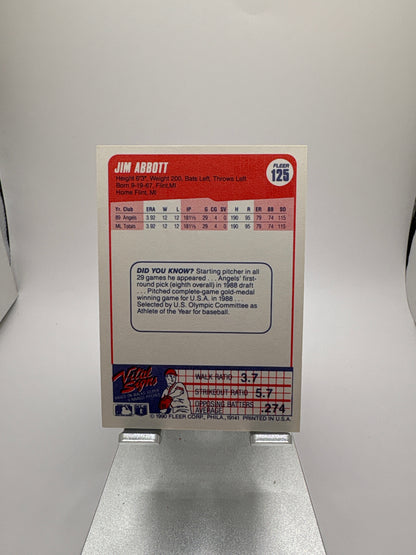 JIM ABBOTT
FLEER
125
Height 6'3", Weight 200, Bats Left, Throws Left
Born 9-19-67, Flint, MI
Home Flint, MI
Yr. Club ERA W L IP G CG SV H R ER BB SO
89 Angels 3.92 12 12 181⅓ 29 4 0 190 95 79 74 115
ML Totals 3.92 12 12 181⅓ 29 4 0 190 95 79 74 115
DID YOU KNOW? Starting pitcher in all
29 games he appeared . . . Angels' first-
round pick (eighth overall) in 1988 draft
. . . Pitched complete-game gold-medal
winning game for U.S.A. in 1988 . . .
Selected by U.S. Olympic Committee as
Athlete of the Year for baseball.
Vital
Signs
WALK RATIO 3.7
STRIKEOUT RATIO 5.7
OPPOSING BATTERS
AVERAGE .274
© 1990 FLEER CORP., PHILA., 19141 PRINTED IN U.S.A.